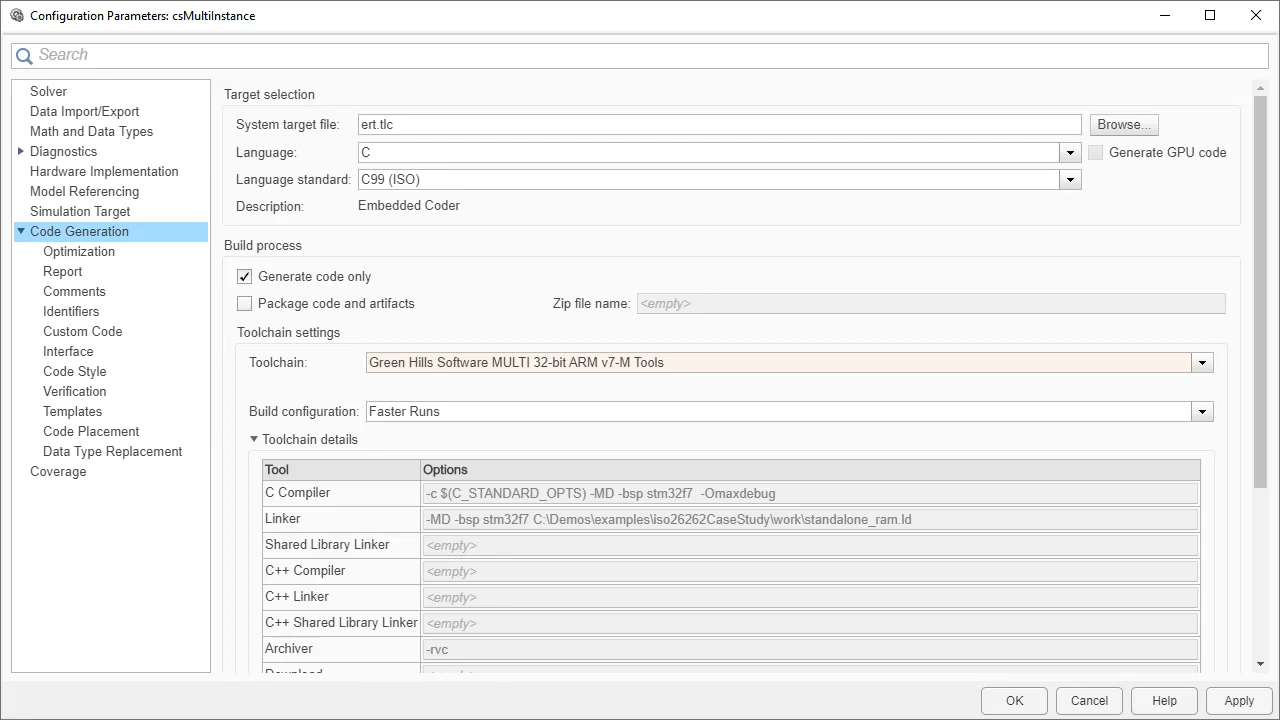 Configuration Parameters: csMultiInstance
Search
Solver
Data Import/Export
Math and Data Types
Diagnostics
Hardware Implementation
Model Referencing
Simulation Target
Code Generation
Optimization
Report
Comments
Identifiers
Custom Code
Interface
Code Style
Verification
Templates
Code Placement
Data Type Replacement
Coverage
Target selection
System target file: ert.tlc Browse...
Language: C Generate GPU code
Language standard: C99 (ISO)
Description: Embedded Coder
Build process
Generate code only
Package code and artifacts Zip file name: <empty>
Toolchain settings
Toolchain: Green Hills Software MULTI 32-bit ARM v7-M Tools
Build configuration: Faster Runs
Toolchain details
Tool Options
C Compiler -c $(C_STANDARD_OPTS) -MD -bsp stm32f7 -Omaxdebug
Linker -MD -bsp stm32f7 C:\Demos\examples\iso26262CaseStudy\work\standalone_ram.ld
Shared Library Linker <empty>
C++ Compiler <empty>
C++ Linker <empty>
C++ Shared Library Linker <empty>
Archiver -rvc
Download <empty>
OK Cancel Help Apply